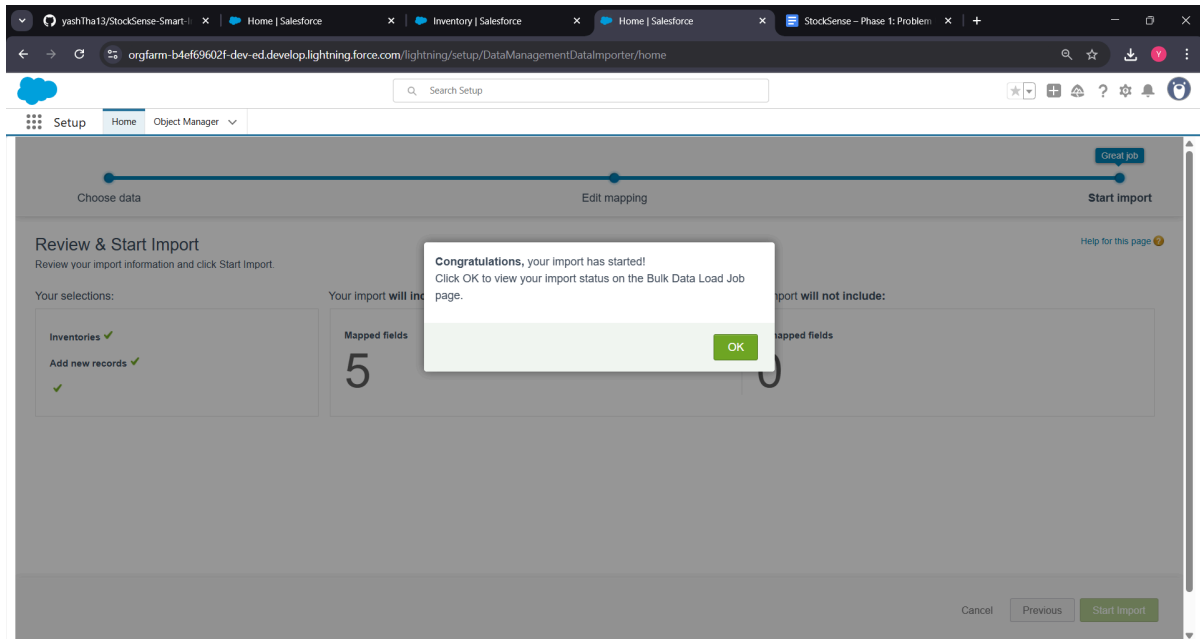 yashTha13/StockSense-Smart-I
Home | Salesforce
Inventory | Salesforce
Home | Salesforce
StockSense – Phase 1: Problem
orgfarm-b4ef69602f-dev-ed.develop.lightning.force.com/lightning/setup/DataManagementDataImporter/home
Y
Search Setup
Setup
Home
Object Manager
Great job
Choose data
Edit mapping
Start import
Review & Start Import
Help for this page
Review your import information and click Start Import.
Your selections:
Your import will inc
mport will not include:
Inventories
Add new records
Mapped fields
5
mapped fields
0
Congratulations, your import has started!
Click OK to view your import status on the Bulk Data Load Job
page.
OK
Cancel
Previous
Start Import